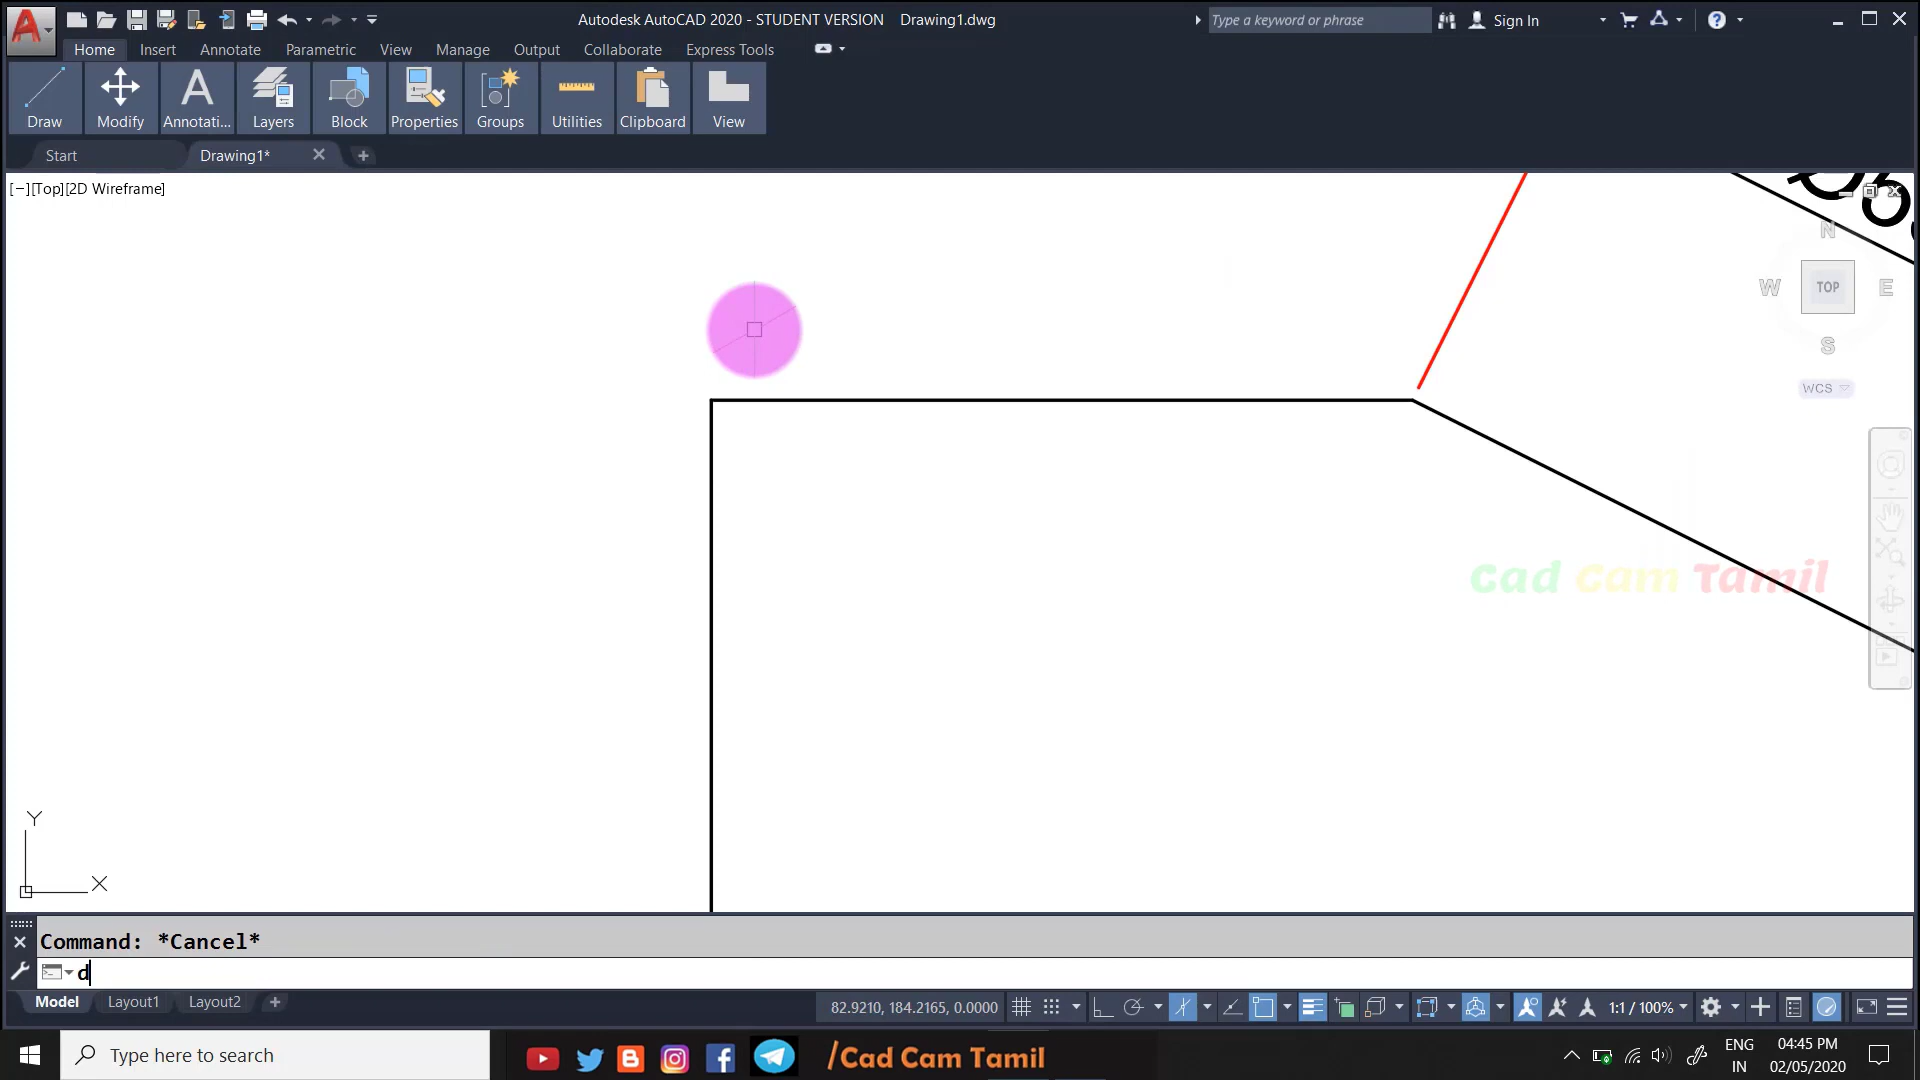 Autodesk AutoCAD 2020 - STUDENT VERSION Drawing1.dwg
Type a keyword or phrase
Sign In
Home Insert Annotate Parametric View Manage Output Collaborate Express Tools
Draw Modify Annotati... Layers Block Properties Groups Utilities Clipboard View
Start Drawing1*
[−][Top][2D Wireframe]
N
W TOP E
S
WCS
Cad Cam Tamil
Y
X
Command: *Cancel*
d
Model Layout1 Layout2
82.9210, 184.2165, 0.0000
1:1 / 100%
Type here to search
/Cad Cam Tamil
ENG
IN
04:45 PM
02/05/2020